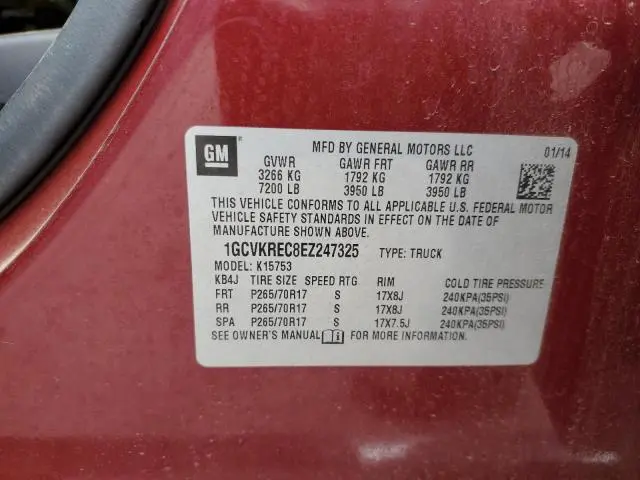 GM
MFD BY GENERAL MOTORS LLC 01/14
GVWR GAWR FRT GAWR RR
3266 KG 1792 KG 1792 KG
7200 LB 3950 LB 3950 LB
THIS VEHICLE CONFORMS TO ALL APPLICABLE U.S. FEDERAL MOTOR
VEHICLE SAFETY STANDARDS IN EFFECT ON THE DATE OF
MANUFACTURE SHOWN ABOVE.
1GCVKREC8EZ247325 TYPE: TRUCK
MODEL: K15753
KB4J TIRE SIZE SPEED RTG RIM COLD TIRE PRESSURE
FRT P265/70R17 S 17X8J 240KPA(35PSI)
RR P265/70R17 S 17X8J 240KPA(35PSI)
SPA P265/70R17 S 17X7.5J 240KPA(35PSI)
SEE OWNER'S MANUAL FOR MORE INFORMATION.